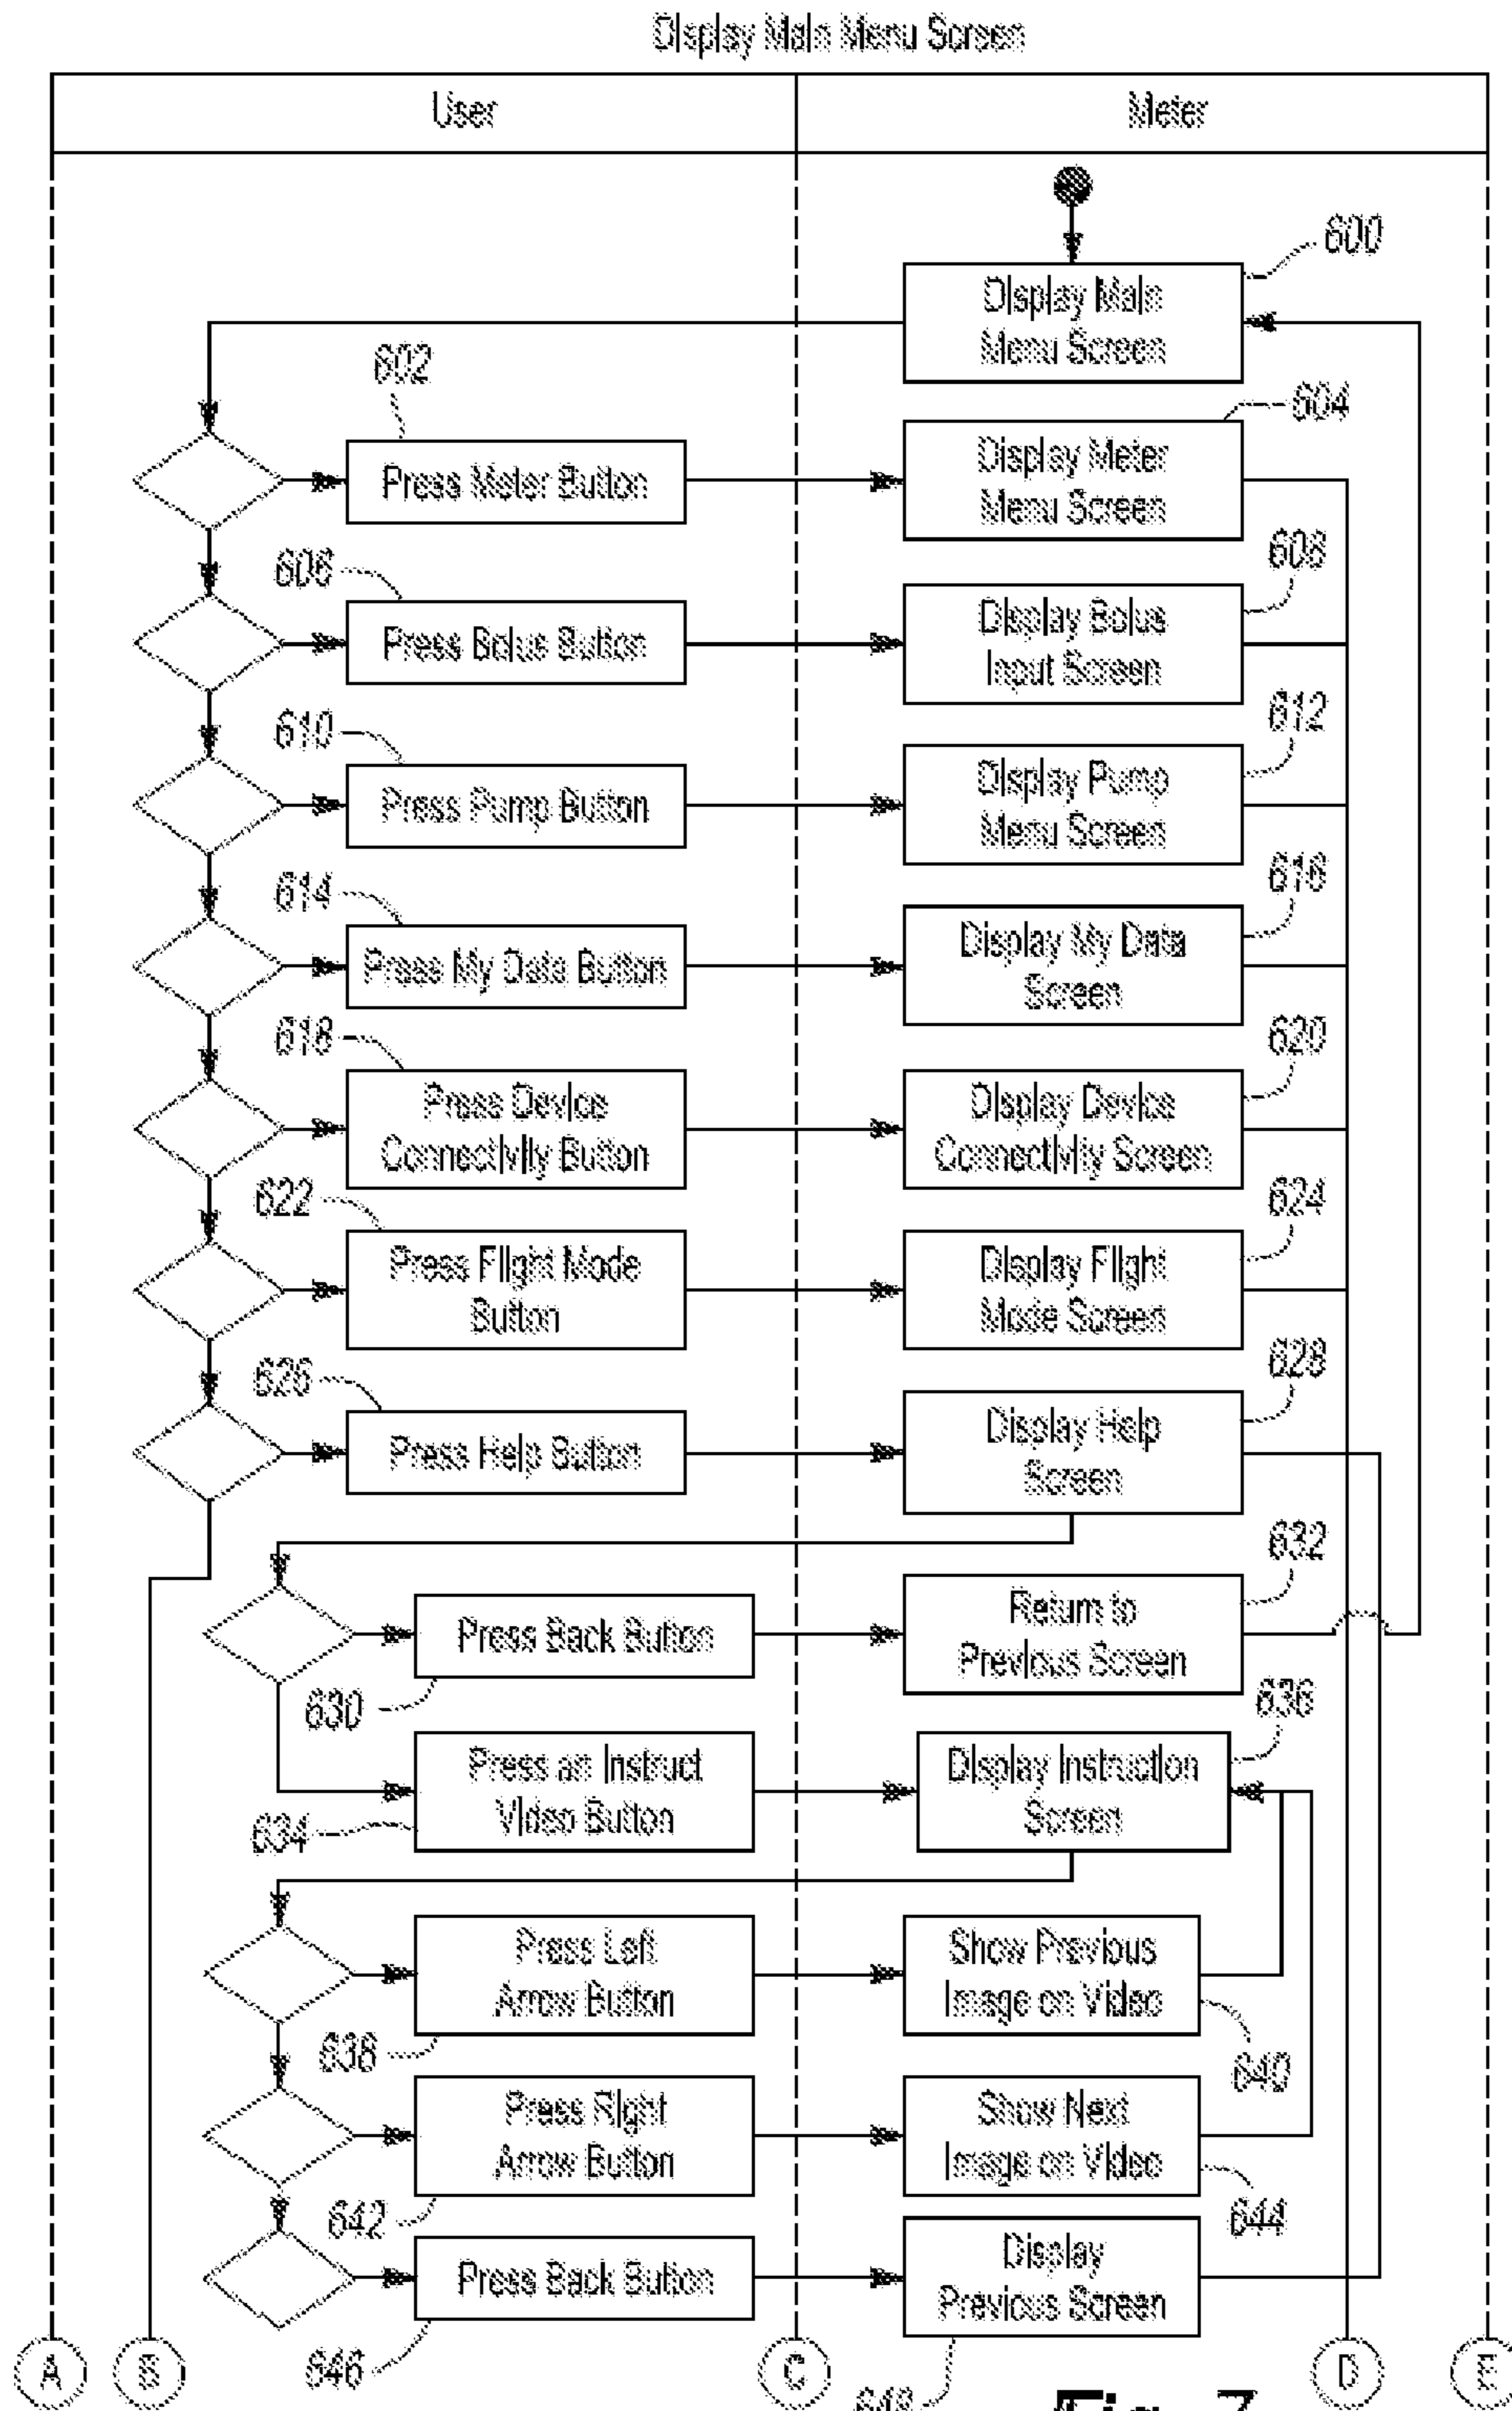 Display Main Menu Screen
User
Meter
600
Display Main
Menu Screen
602
604
Press Meter Button
Display Meter
Menu Screen
606
608
Press Bolus Button
Display Bolus
Input Screen
610
612
Press Pump Button
Display Pump
Menu Screen
614
616
Press My Data Button
Display My Data
Screen
618
620
Press Device
Connectivity Button
Display Device
Connectivity Screen
622
624
Press Flight Mode
Button
Display Flight
Mode Screen
626
628
Press Help Button
Display Help
Screen
632
Press Back Button
Return to
Previous Screen
630
636
Press an Instruct
Video Button
Display Instruction
Screen
634
Press Left
Arrow Button
Show Previous
Image on Video
638
640
Press Right
Arrow Button
Show Next
Image on Video
642
644
Press Back Button
Display
Previous Screen
646
A
B
C
D
E
648
Fig. 7